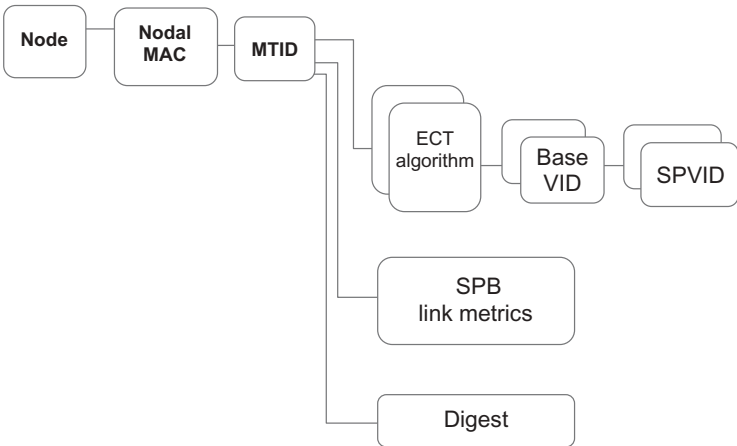 Node
Nodal
MAC
MTID
ECT
algorithm
Base
VID
SPVID
SPB
link metrics
Digest